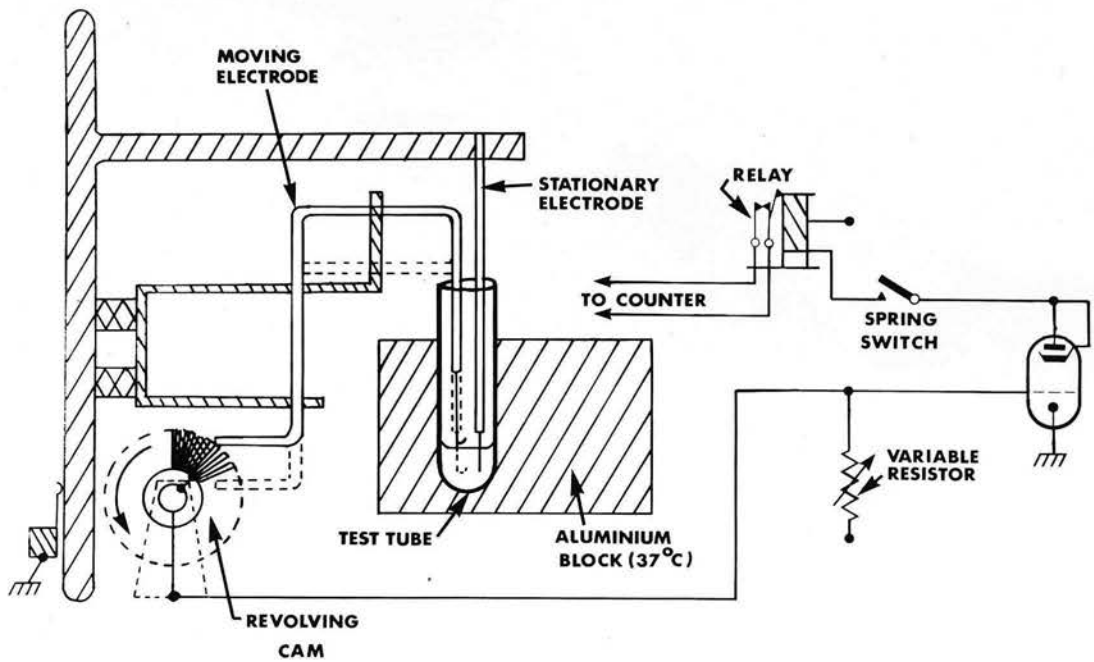 MOVING
ELECTRODE
STATIONARY
ELECTRODE
RELAY
TO COUNTER
SPRING
SWITCH
VARIABLE
RESISTOR
TEST TUBE
ALUMINIUM
BLOCK (37°C)
REVOLVING
CAM